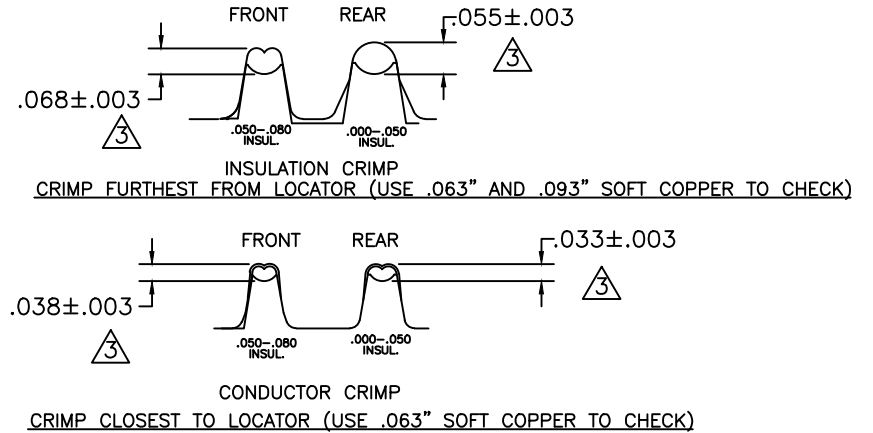 FRONT REAR
.055±.003
3
.068±.003
3
.050–.080
INSUL.
.000–.050
INSUL.
INSULATION CRIMP
CRIMP FURTHEST FROM LOCATOR (USE .063” AND .093” SOFT COPPER TO CHECK)
FRONT REAR
.033±.003
3
.038±.003
3
.050–.080
INSUL.
.000–.050
INSUL.
CONDUCTOR CRIMP
CRIMP CLOSEST TO LOCATOR (USE .063” SOFT COPPER TO CHECK)